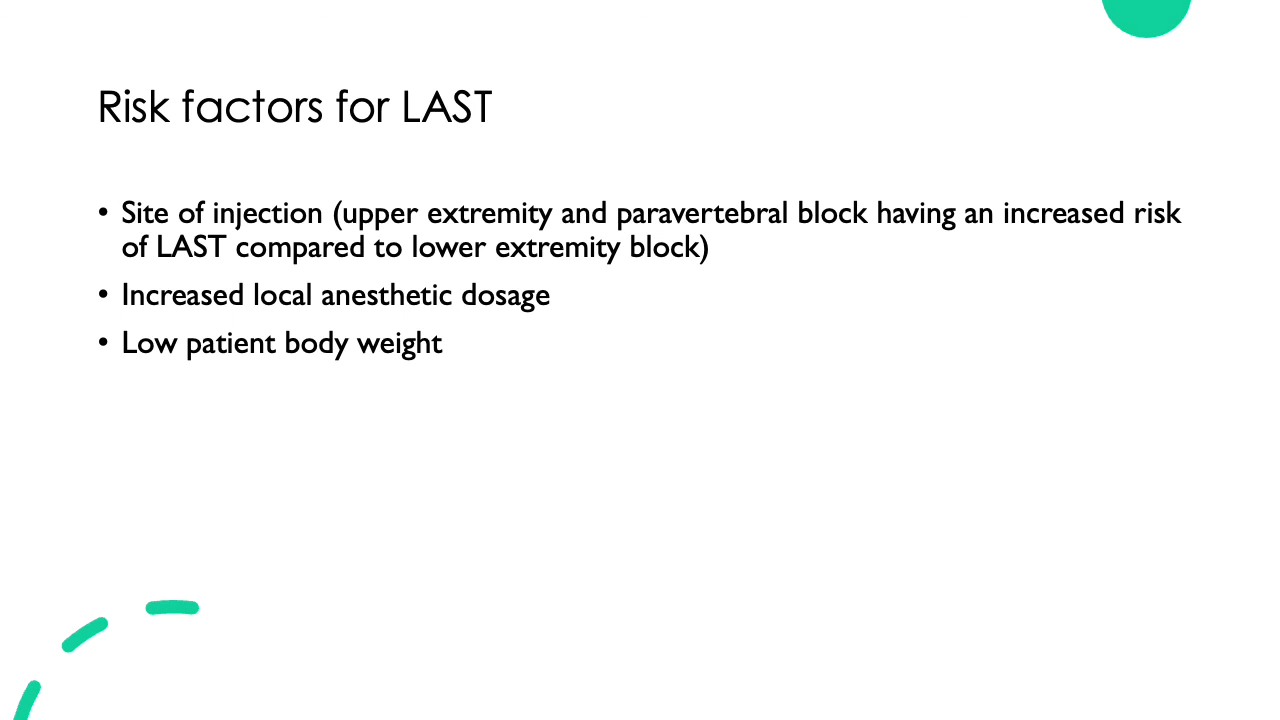 Risk factors for LAST
• Site of injection (upper extremity and paravertebral block having an increased risk
of LAST compared to lower extremity block)
• Increased local anesthetic dosage
• Low patient body weight